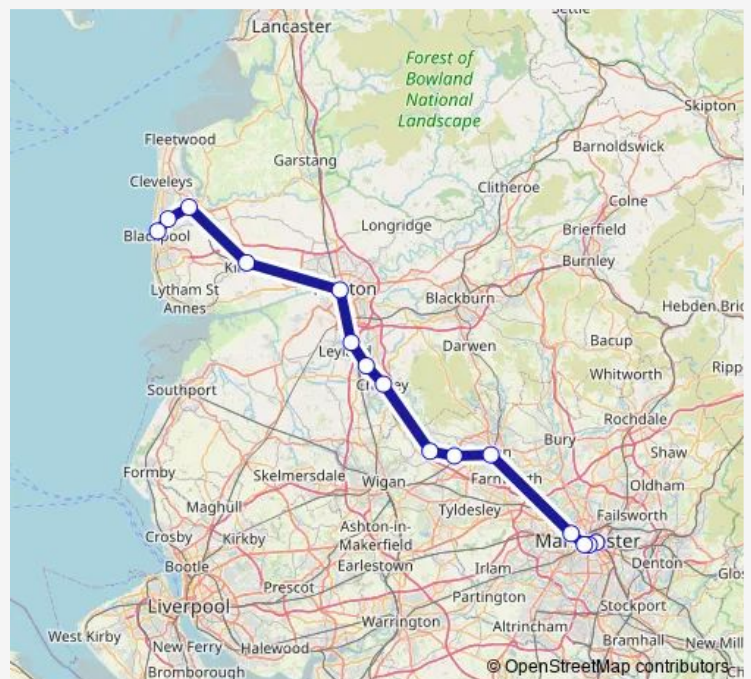 Settle
Lancaster
Forest of
Bowland
National
Landscape
Skipton
Fleetwood
Garstang
Barnoldswick
Cleveleys
Clitheroe
Colne
Longridge
Brierfield
Burnley
Lytham St
Annes
Blackburn
Hebden Bri
Darwen
Bacup
Whitworth
Ripp
Southport
Rochdale
Bury
Shaw
Formby
Skelmersdale
Wigan
Oldham
Maghull
Tyldesley
Failsworth
Crosby
Kirkby
Ashton-in-
Makerfield
Bootle
Earlestown
Irlam
Denton
Glos
Prescot
Partington
Liverpool
Stockport
Warrington
Altrincham
West Kirby
New Ferry
Halewood
Bramhall
New Mill
Bromborough
© OpenStreetMap contributors